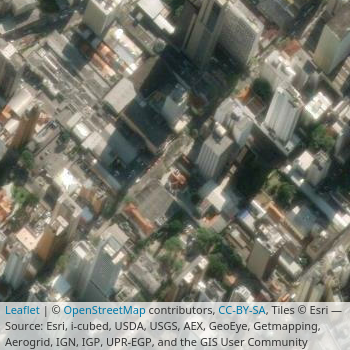 Leaflet | © OpenStreetMap contributors, CC-BY-SA, Tiles © Esri —
Source: Esri, i-cubed, USDA, USGS, AEX, GeoEye, Getmapping,
Aerogrid, IGN, IGP, UPR-EGP, and the GIS User Community